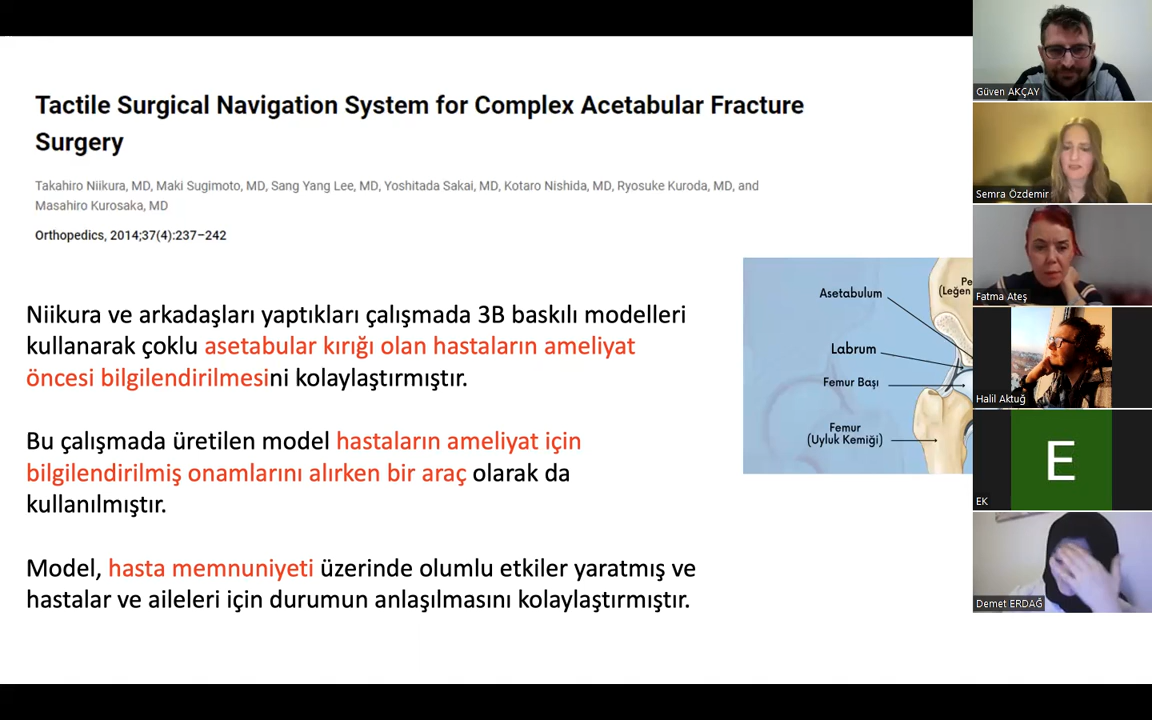 Tactile Surgical Navigation System for Complex Acetabular Fracture
Surgery
Takahiro Niikura, MD, Maki Sugimoto, MD, Sang Yang Lee, MD, Yoshitada Sakai, MD, Kotaro Nishida, MD, Ryosuke Kuroda, MD, and
Masahiro Kurosaka, MD
Orthopedics, 2014;37(4):237–242
Niikura ve arkadaşları yaptıkları çalışmada 3B baskılı modelleri
kullanarak çoklu asetabular kırığı olan hastaların ameliyat
öncesi bilgilendirilmesini kolaylaştırmıştır.
Bu çalışmada üretilen model hastaların ameliyat için
bilgilendirilmiş onamlarını alırken bir araç olarak da
kullanılmıştır.
Model, hasta memnuniyeti üzerinde olumlu etkiler yaratmış ve
hastalar ve aileleri için durumun anlaşılmasını kolaylaştırmıştır.
Asetabulum
Pe
(Leğen
Labrum
Femur Başı
Femur
(Uyluk Kemiği)
Güven AKÇAY
Semra Özdemir
Fatma Ateş
Halil Aktuğ
E
EK
Demet ERDAĞ